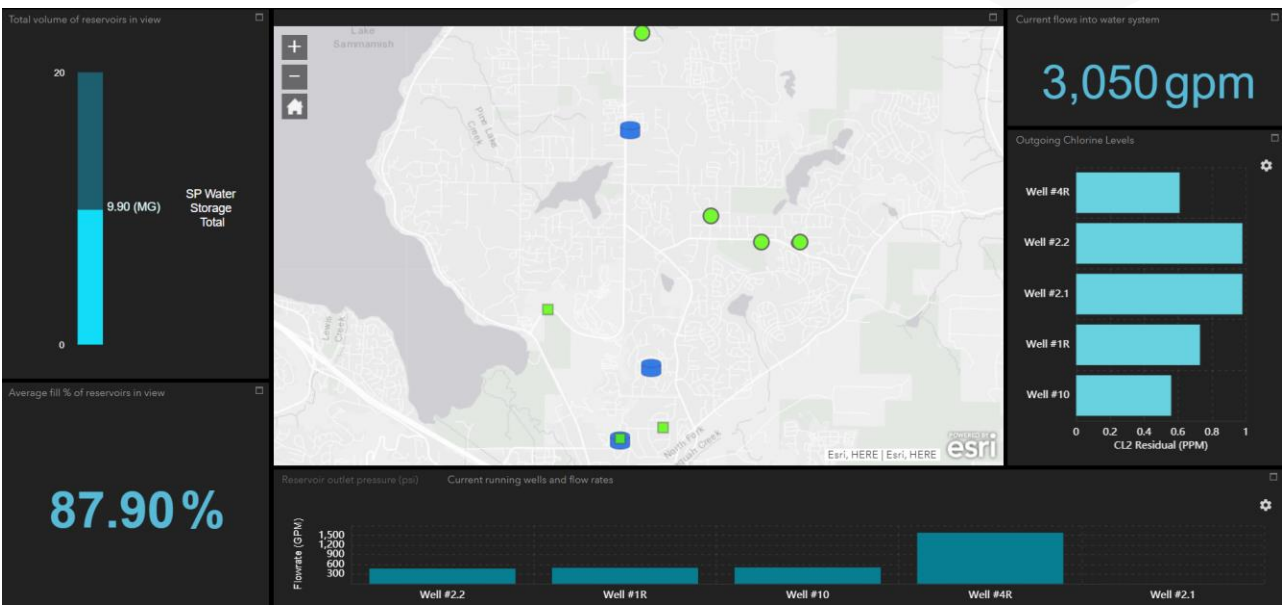 Total volume of reservoirs in view
20
9.90 (MG)
SP Water
Storage
Total
0
Average fill % of reservoirs in view
87.90%
Lake
Sammamish
Pine Lake
Creek
Lewis
Creek
North Fork
Creek
POWERED BY
esri
Esri, HERE | Esri, HERE
Current flows into water system
3,050 gpm
Outgoing Chlorine Levels
Well #4R
Well #2.2
Well #2.1
Well #1R
Well #10
0 0.2 0.4 0.6 0.8 1
CL2 Residual (PPM)
Reservoir outlet pressure (psi) Current running wells and flow rates
Flowrate (GPM)
1,500
1,200
900
600
300
Well #2.2 Well #1R Well #10 Well #4R Well #2.1